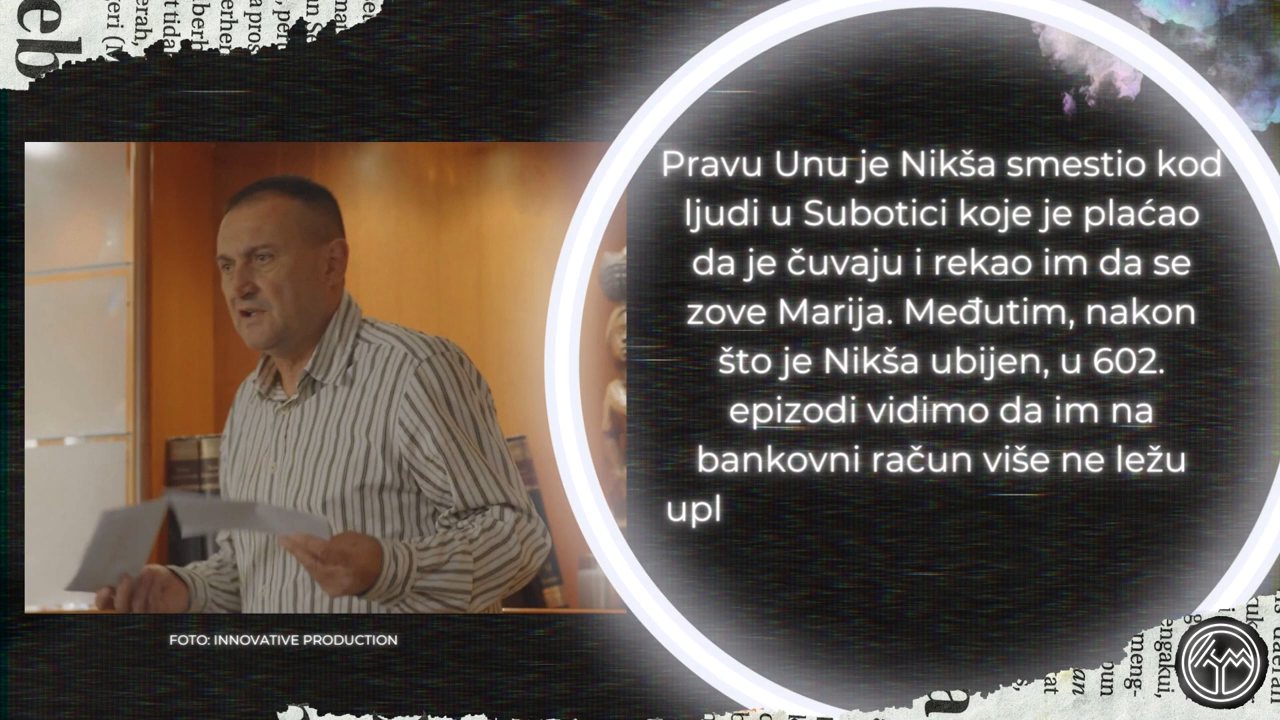 Pravu Unu je Nikša smestio kod
ljudi u Subotici koje je plaćao
da je čuvaju i rekao im da se
zove Marija. Međutim, nakon
što je Nikša ubijen, u 602.
epizodi vidimo da im na
bankovni račun više ne ležu
upl
FOTO: INNOVATIVE PRODUCTION